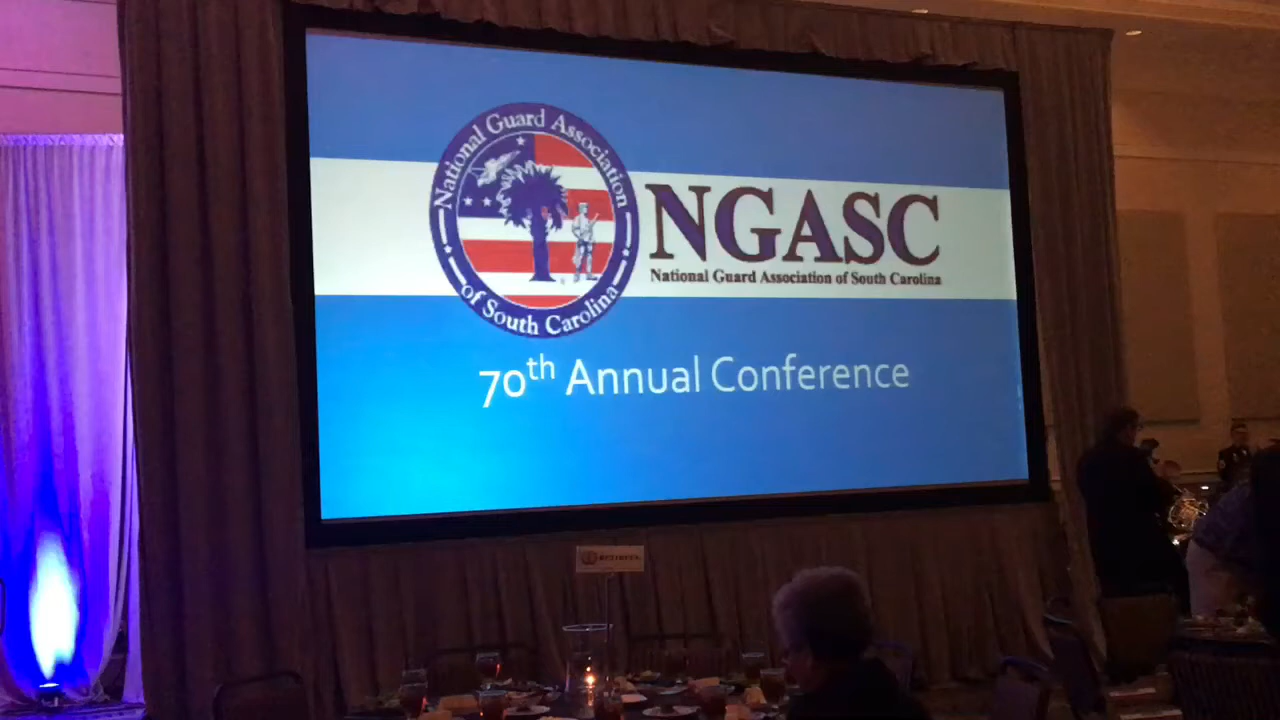 National Guard Association
of South Carolina
NGASC
National Guard Association of South Carolina
70th Annual Conference